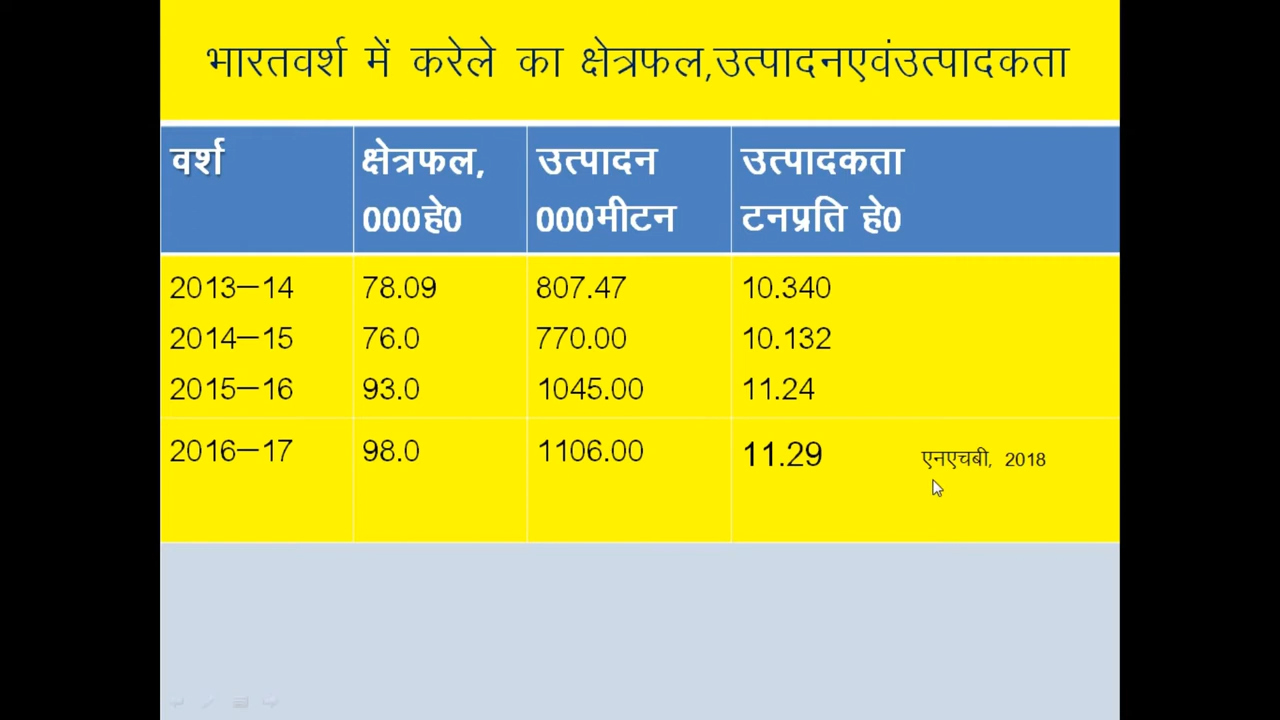 भारतवर्श में करेले का क्षेत्रफल,उत्पादनएवंउत्पादकता
वर्श क्षेत्रफल, उत्पादन उत्पादकता
000हे0 000मीटन टनप्रति हे0
2013–14 78.09 807.47 10.340
2014–15 76.0 770.00 10.132
2015–16 93.0 1045.00 11.24
2016–17 98.0 1106.00 11.29 एनएचबी, 2018